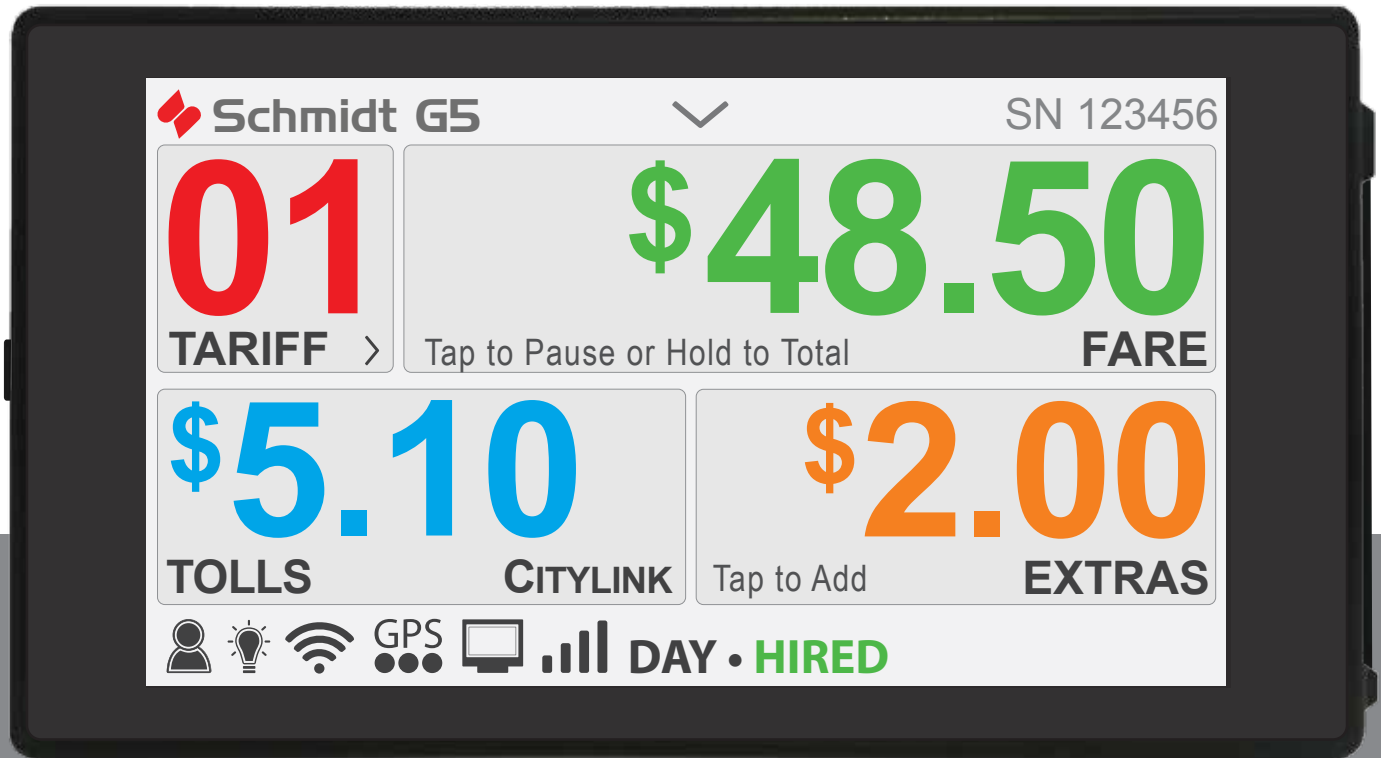 Schmidt G5 SN 123456
01 $48.50
TARIFF > Tap to Pause or Hold to Total FARE
$5.10 $2.00
TOLLS CITYLINK Tap to Add EXTRAS
GPS DAY • HIRED